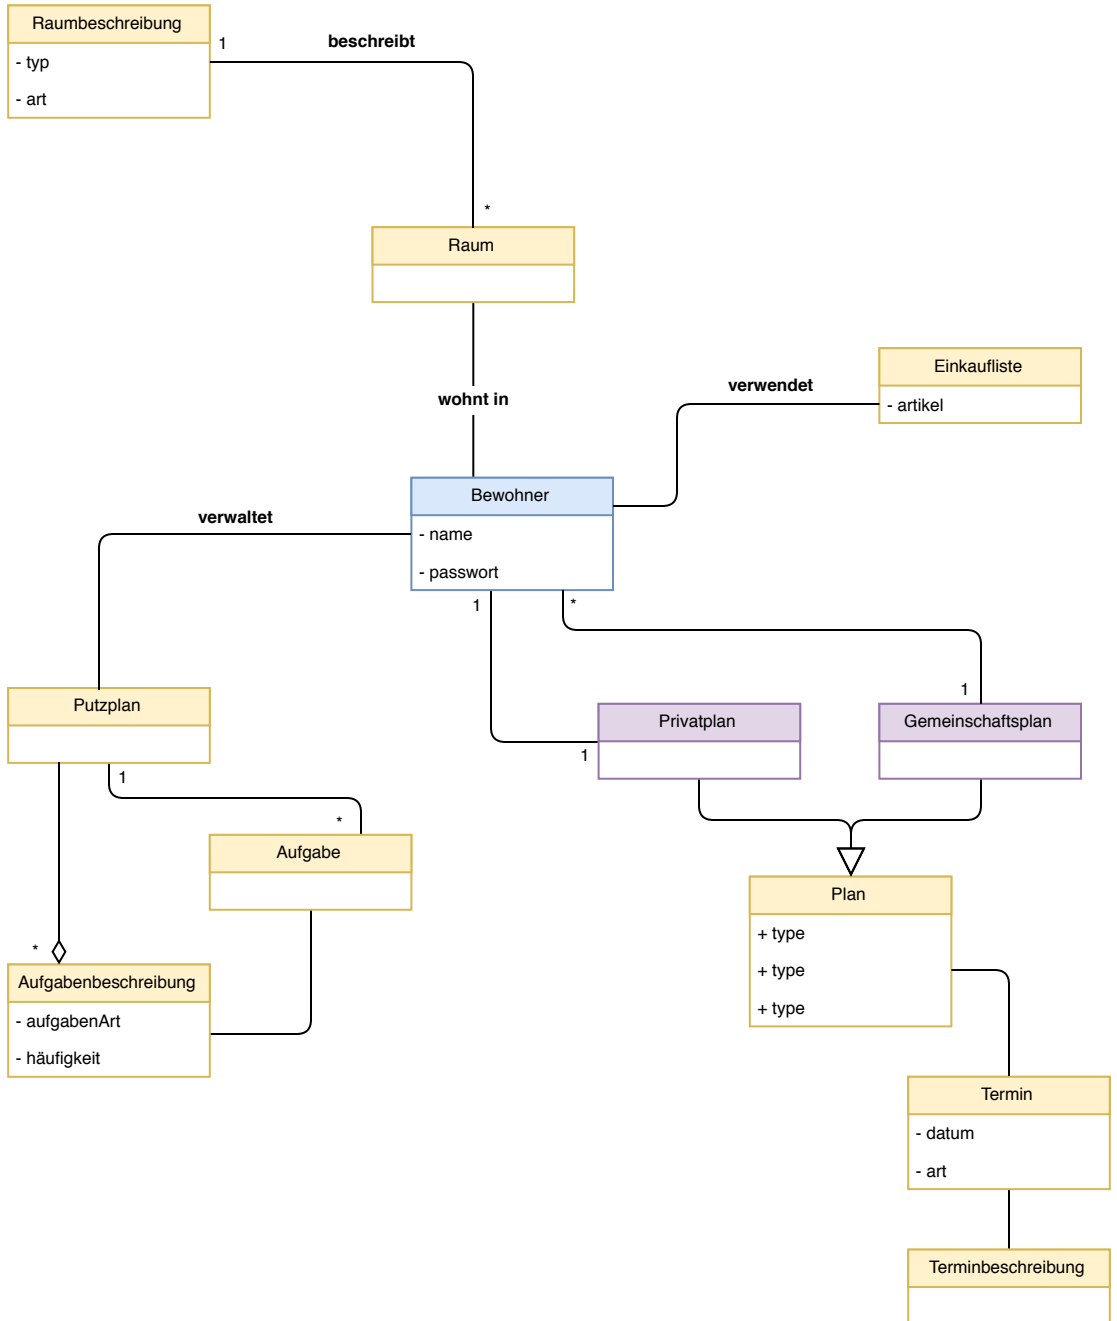 Raumbeschreibung
- typ
- art
1
beschreibt
*
Raum
wohnt in
verwendet
Einkaufliste
- artikel
Bewohner
- name
- passwort
verwaltet
1
*
1
1
Putzplan
Privatplan
Gemeinschaftsplan
1
*
Aufgabe
*
Aufgabenbeschreibung
- aufgabenArt
- häufigkeit
Plan
+ type
+ type
+ type
Termin
- datum
- art
Terminbeschreibung